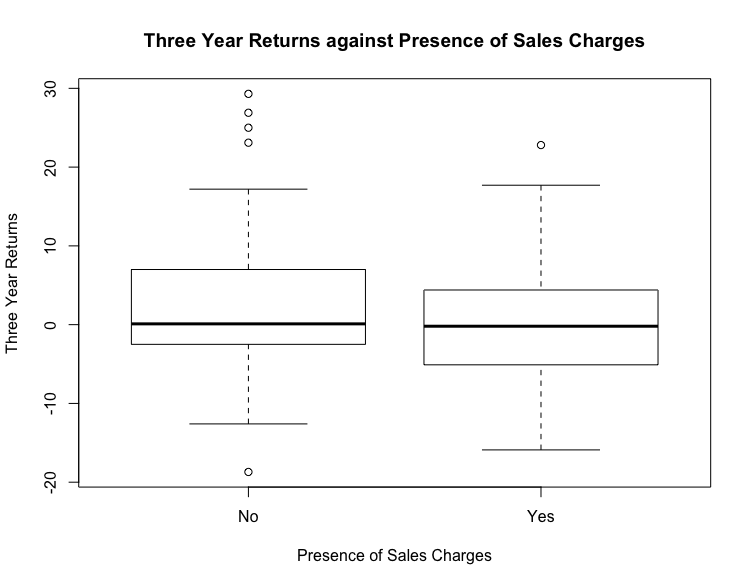 Three Year Returns against Presence of Sales Charges
Three Year Returns
30
20
10
0
-10
-20
No Yes
Presence of Sales Charges